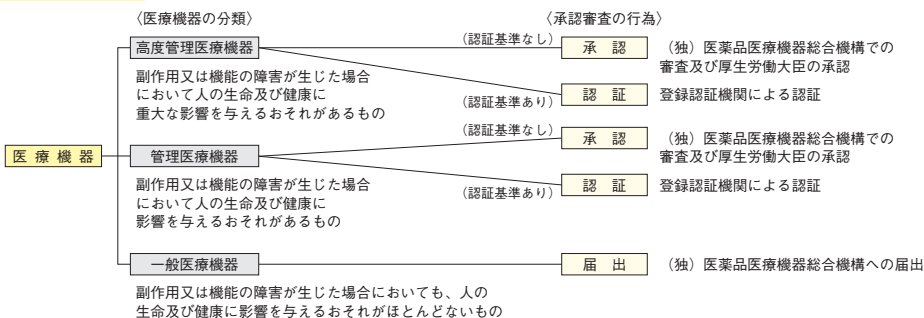 〈医療機器の分類〉
〈承認審査の行為〉
医療機器
高度管理医療機器
副作用又は機能の障害が生じた場合
において人の生命及び健康に
重大な影響を与えるおそれがあるもの
（認証基準なし）
承認
（独）医薬品医療機器総合機構での
審査及び厚生労働大臣の承認
（認証基準あり）
認証
登録認証機関による認証
管理医療機器
副作用又は機能の障害が生じた場合
において人の生命及び健康に
影響を与えるおそれがあるもの
（認証基準なし）
承認
（独）医薬品医療機器総合機構での
審査及び厚生労働大臣の承認
（認証基準あり）
認証
登録認証機関による認証
一般医療機器
副作用又は機能の障害が生じた場合においても、人の
生命及び健康に影響を与えるおそれがほとんどないもの
届出
（独）医薬品医療機器総合機構への届出